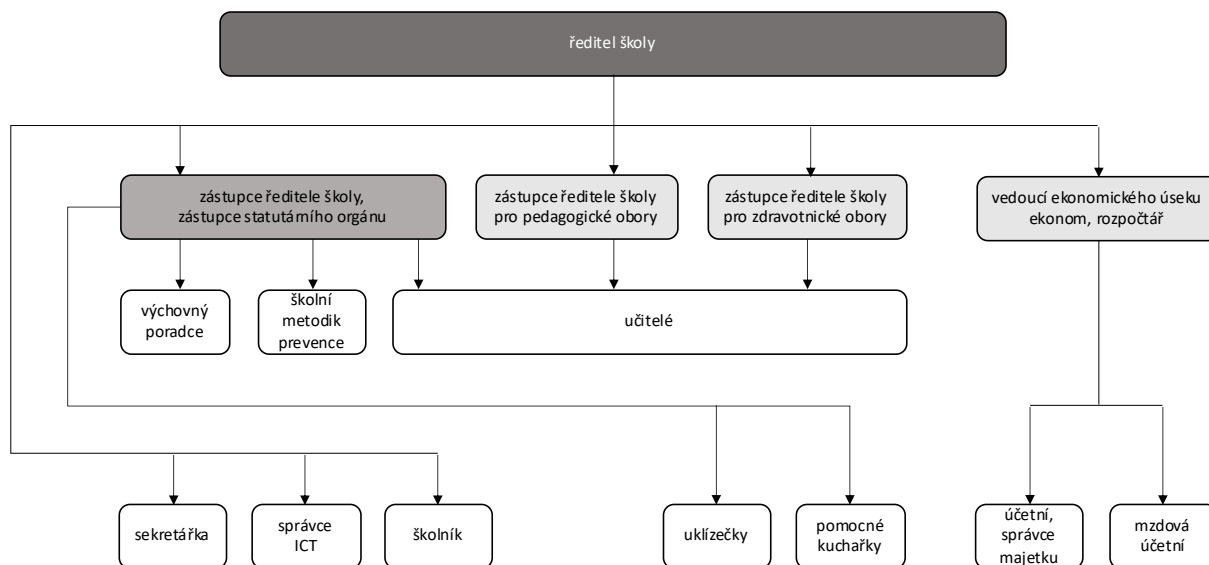 ředitel školy
zástupce ředitele školy,
zástupce statutárního orgánu
zástupce ředitele školy
pro pedagogické obory
zástupce ředitele školy
pro zdravotnické obory
vedoucí ekonomického úseku
ekonom, rozpočtář
výchovný
poradce
školní
metodik
prevence
učitelé
sekretářka
správce
ICT
školník
uklízečky
pomocné
kuchařky
účetní,
správce
majetku
mzdová
účetní